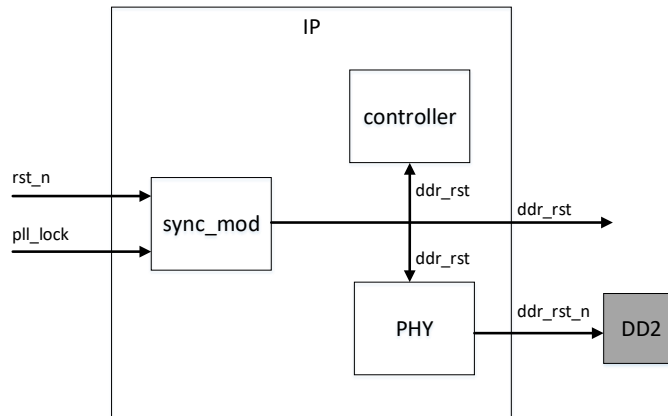 IP
controller
rst_n
sync_mod
ddr_rst
ddr_rst
pll_lock
ddr_rst
ddr_rst_n
PHY
DD2